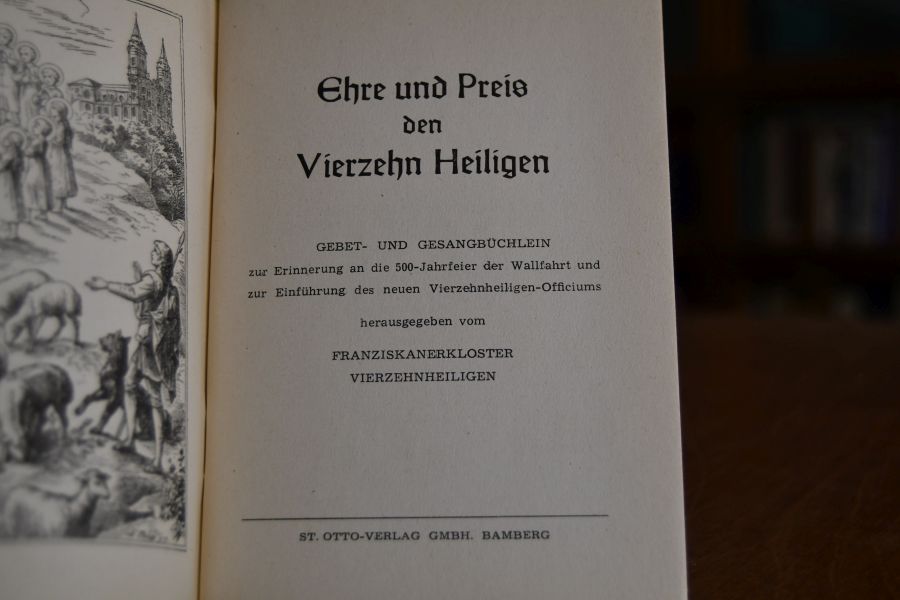 Ehre und Preis
den
Vierzehn Heiligen
GEBET- UND GESANGBÜCHLEIN
zur Erinnerung an die 500-Jahrfeier der Wallfahrt und
zur Einführung des neuen Vierzehnheiligen-Officiums
herausgegeben vom
FRANZISKANERKLOSTER
VIERZEHNHEILIGEN
ST. OTTO-VERLAG GMBH. BAMBERG